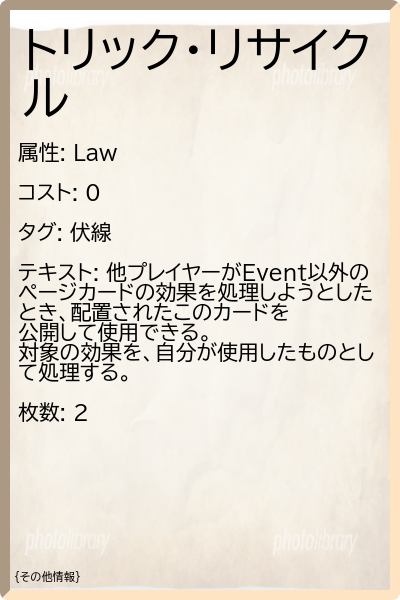 トリック・リサイク
ル
属性: Law
コスト: 0
タグ: 伏線
テキスト: 他プレイヤーがEvent以外の
ページカードの効果を処理しようとした
とき、配置されたこのカードを
公開して使用できる。
対象の効果を、自分が使用したものとし
て処理する。
枚数: 2
photolibrary
photolibrary
photolibrary
photolibrary
{その他情報}